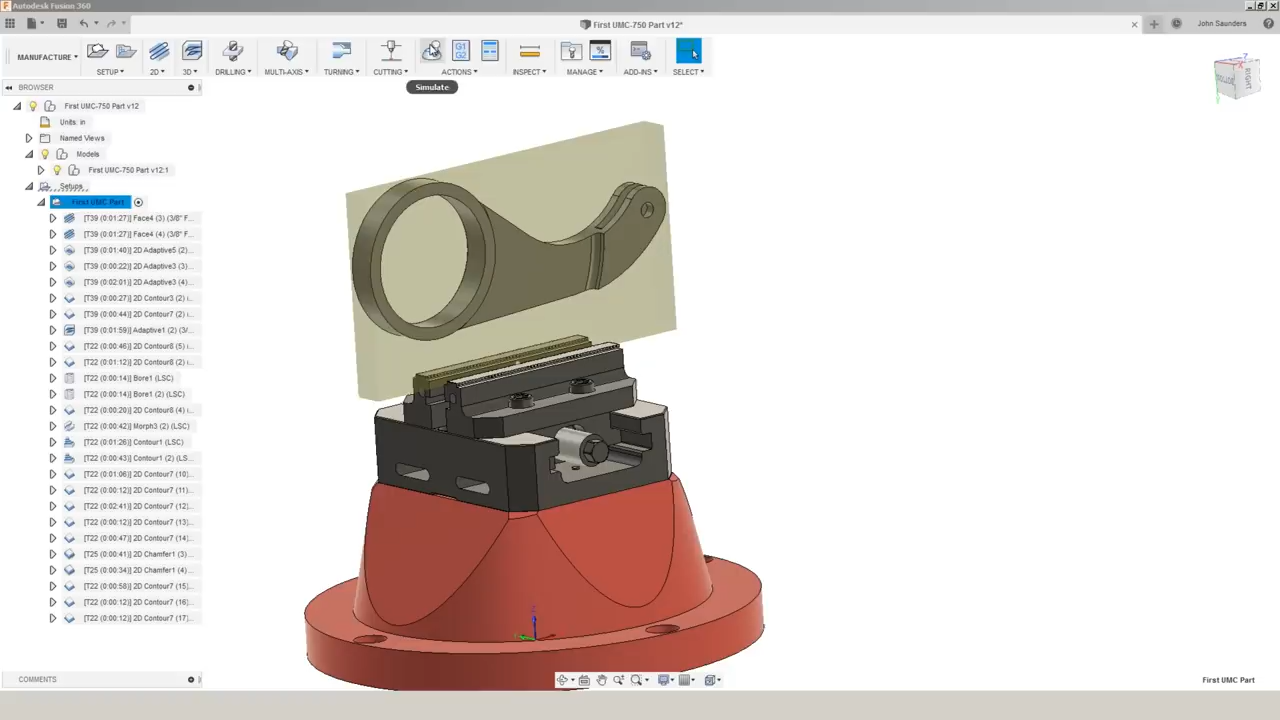 Autodesk Fusion 360
First UMC-750 Part v12*
John Saunders
MANUFACTURE
SETUP
2D
3D
DRILLING
MULTI-AXIS
TURNING
CUTTING
G1
G2
ACTIONS
INSPECT
MANAGE
ADD-INS
SELECT
Simulate
BROWSER
First UMC-750 Part v12
Units: in
Named Views
Models
First UMC-750 Part v12:1
Setups
First UMC Part
[T39 (0:01:27)] Face4 (3) (3/8" F...
[T39 (0:01:27)] Face4 (4) (3/8" F...
[T39 (0:01:40)] 2D Adaptive5 (2)...
[T39 (0:00:22)] 2D Adaptive3 (3)...
[T39 (0:02:01)] 2D Adaptive3 (4)...
[T39 (0:00:27)] 2D Contour3 (2) (...
[T39 (0:00:44)] 2D Contour7 (2) (...
[T39 (0:01:59)] Adaptive1 (2) (3/...
[T22 (0:00:46)] 2D Contour8 (5) (...
[T22 (0:01:12)] 2D Contour8 (2) (...
[T22 (0:00:14)] Bore1 (LSC)
[T22 (0:00:14)] Bore1 (2) (LSC)
[T22 (0:00:20)] 2D Contour8 (4) (...
[T22 (0:00:42)] Morph3 (2) (LSC)
[T22 (0:01:26)] Contour1 (LSC)
[T22 (0:00:43)] Contour1 (2) (LSC)
[T22 (0:01:06)] 2D Contour7 (10)...
[T22 (0:00:12)] 2D Contour7 (11)...
[T22 (0:02:41)] 2D Contour7 (12)...
[T22 (0:00:12)] 2D Contour7 (13)...
[T22 (0:00:47)] 2D Contour7 (14)...
[T25 (0:00:41)] 2D Chamfer1 (3)...
[T25 (0:00:34)] 2D Chamfer1 (4)...
[T22 (0:00:58)] 2D Contour7 (15)...
[T22 (0:00:12)] 2D Contour7 (16)...
[T22 (0:00:12)] 2D Contour7 (17)...
RIGHT
BOTTOM
Z
X
COMMENTS
First UMC Part